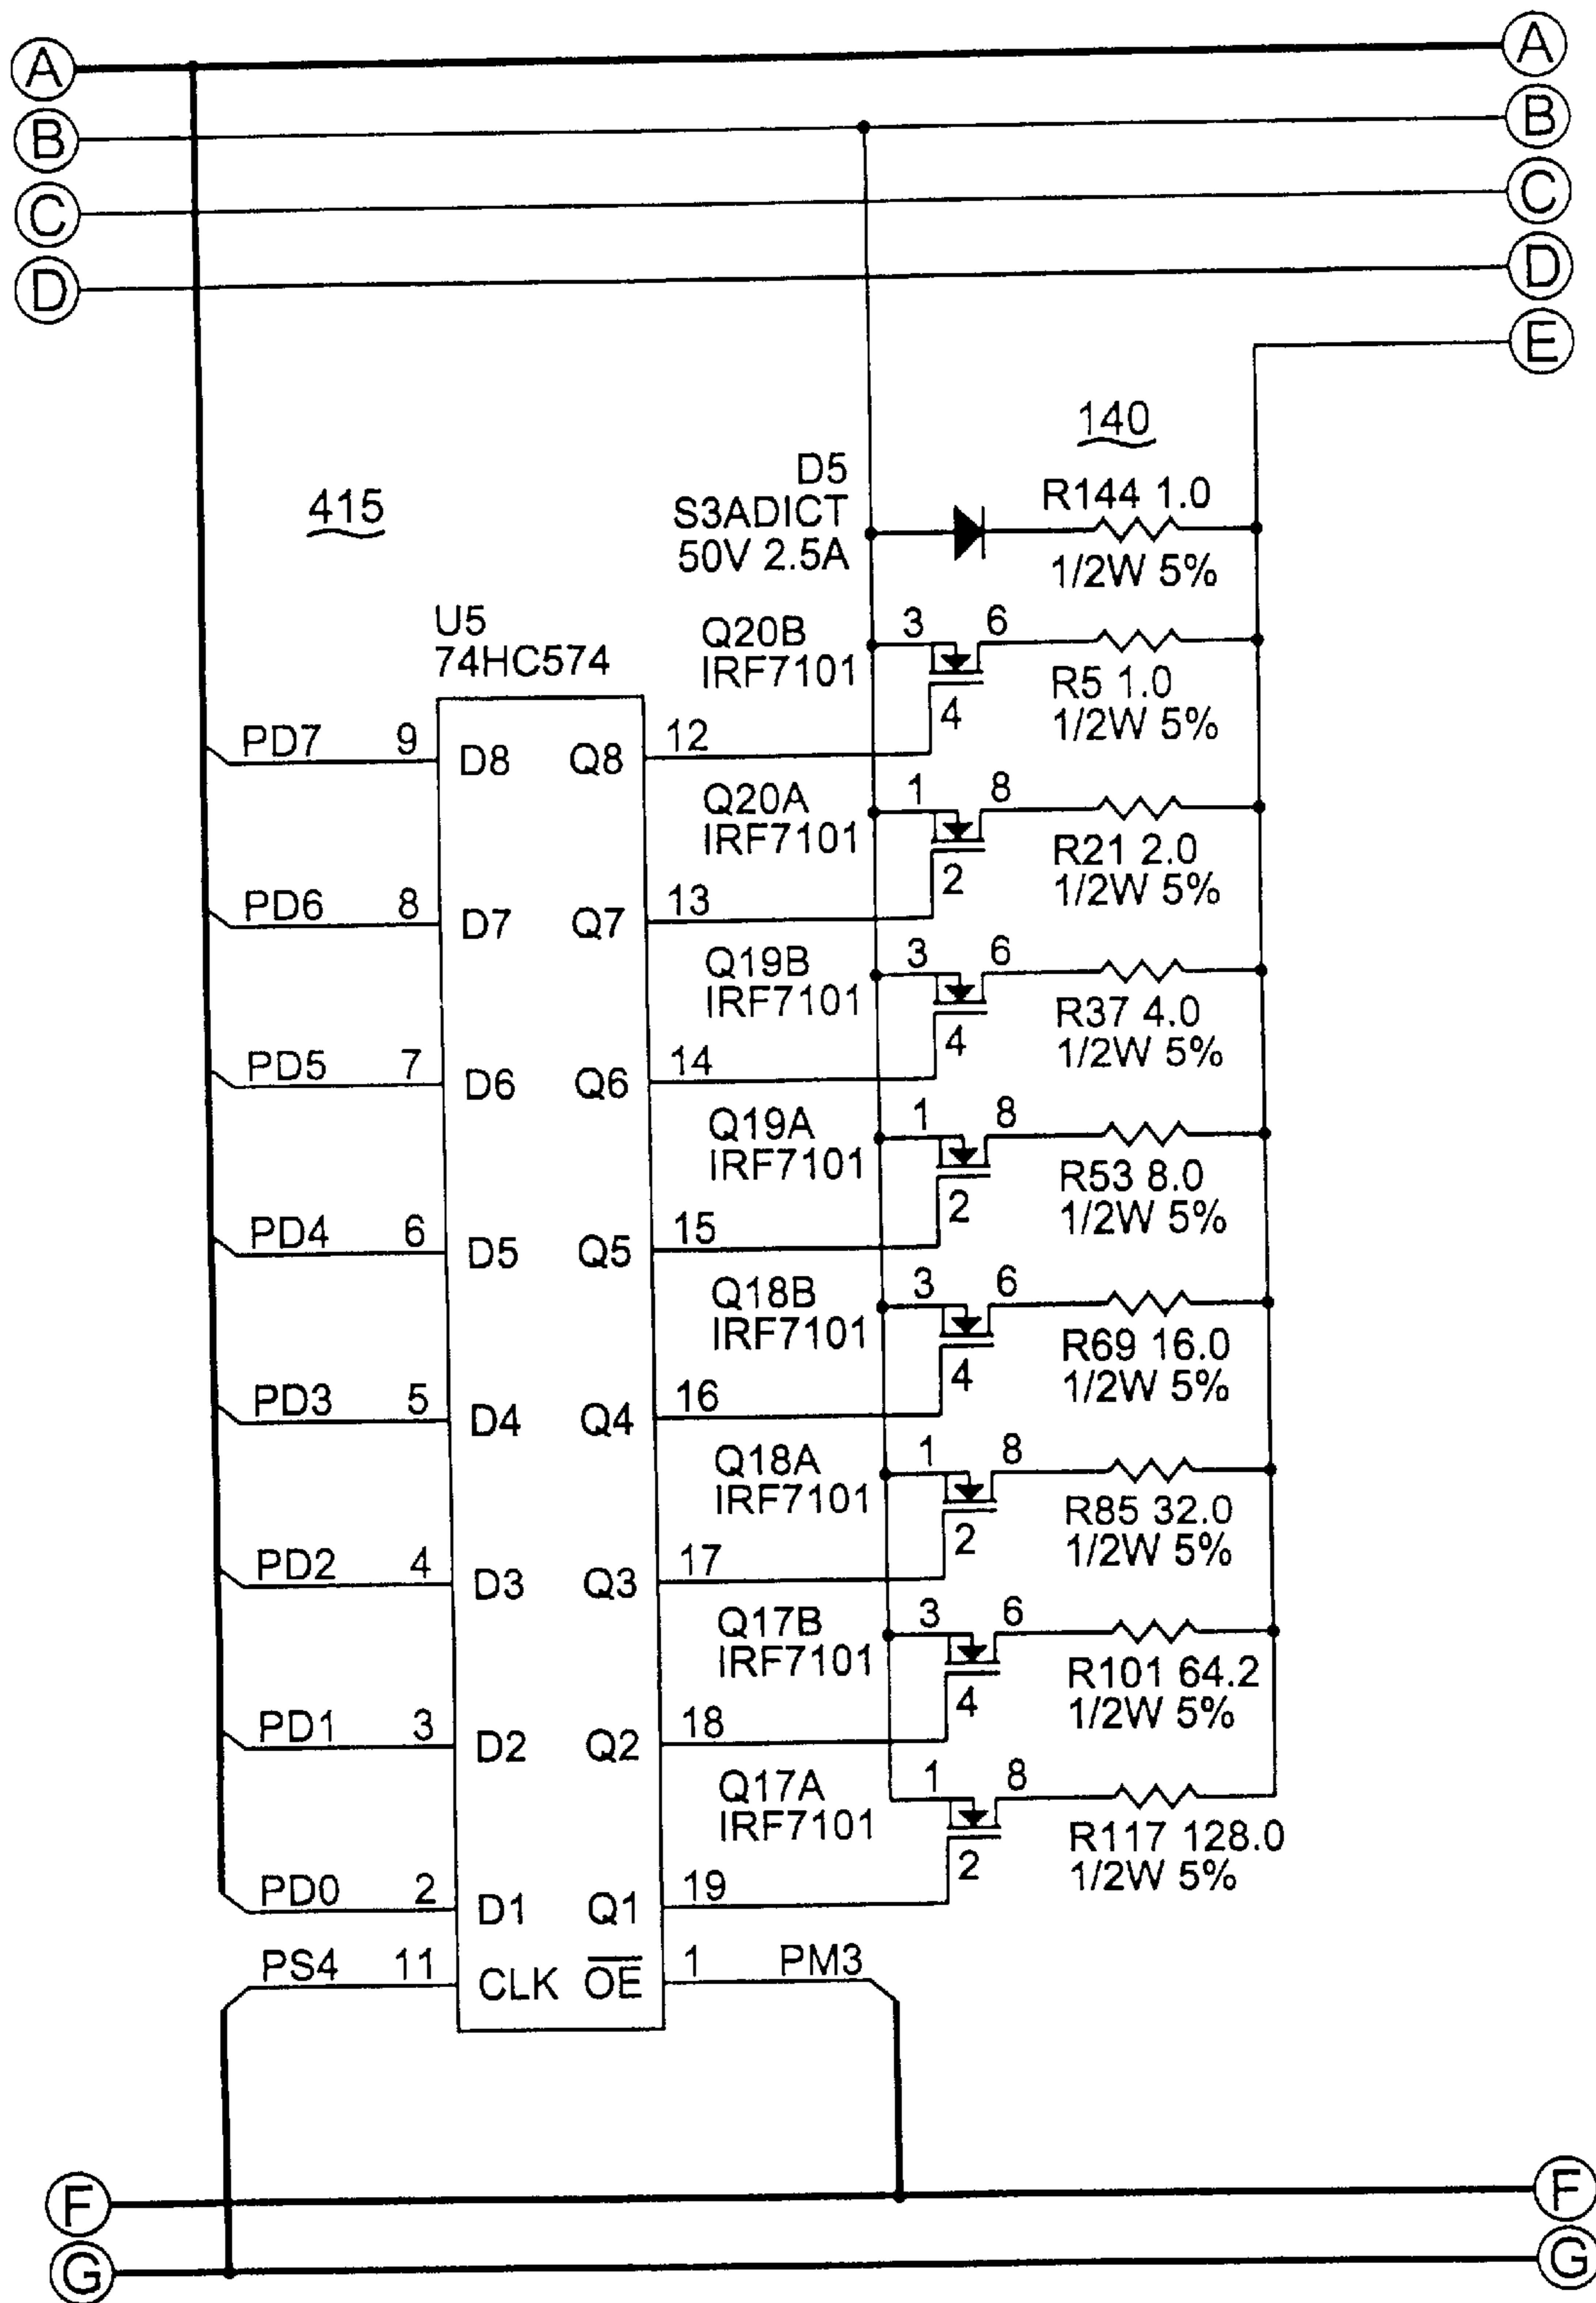 A A
B B
C C
D D
E
140
415
D5
S3ADICT
50V 2.5A
R144 1.0
1/2W 5%
U5
74HC574
Q20B
IRF7101
3 6
4
R5 1.0
1/2W 5%
PD7 9 D8 Q8 12
Q20A
IRF7101
1 8
2
R21 2.0
1/2W 5%
PD6 8 D7 Q7 13
Q19B
IRF7101
3 6
4
R37 4.0
1/2W 5%
PD5 7 D6 Q6 14
Q19A
IRF7101
1 8
2
R53 8.0
1/2W 5%
PD4 6 D5 Q5 15
Q18B
IRF7101
3 6
4
R69 16.0
1/2W 5%
PD3 5 D4 Q4 16
Q18A
IRF7101
1 8
2
R85 32.0
1/2W 5%
PD2 4 D3 Q3 17
Q17B
IRF7101
3 6
4
R101 64.2
1/2W 5%
PD1 3 D2 Q2 18
Q17A
IRF7101
1 8
2
R117 128.0
1/2W 5%
PD0 2 D1 Q1 19
PS4 11 CLK OE 1 PM3
F F
G G